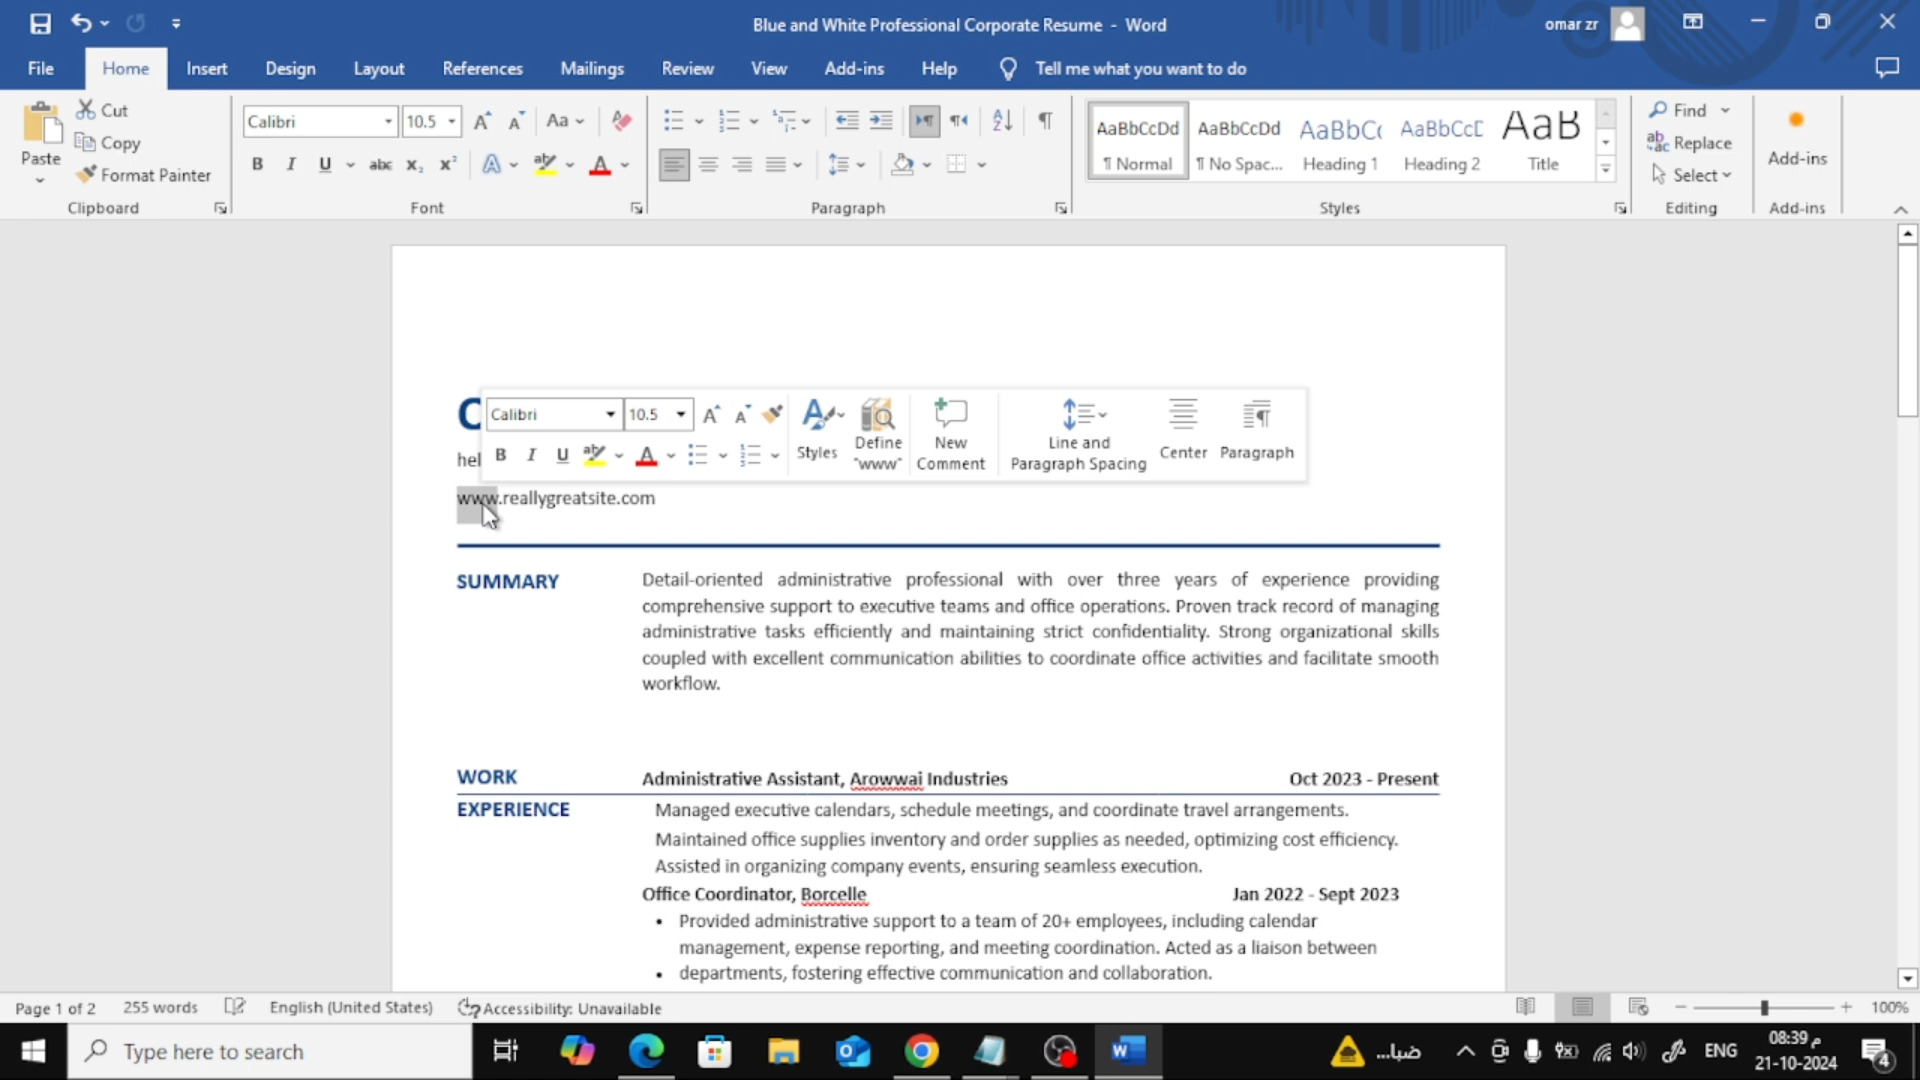 Blue and White Professional Corporate Resume - Word
omar zr
File Home Insert Design Layout References Mailings Review View Add-ins Help Tell me what you want to do
Paste
Cut
Copy
Format Painter
Clipboard
Calibri 10.5
Font
Paragraph
AaBbCcDd AaBbCcDd AaBbCc AaBbCcC AaB
¶ Normal ¶ No Spac... Heading 1 Heading 2 Title
Styles
Find
Replace
Select
Editing
Add-ins
Add-ins
Calibri 10.5
Styles
Define "www"
New Comment
Line and Paragraph Spacing
Center
Paragraph
hel
www.reallygreatsite.com
SUMMARY
Detail-oriented administrative professional with over three years of experience providing
comprehensive support to executive teams and office operations. Proven track record of managing
administrative tasks efficiently and maintaining strict confidentiality. Strong organizational skills
coupled with excellent communication abilities to coordinate office activities and facilitate smooth
workflow.
WORK
EXPERIENCE
Administrative Assistant, Arowwai Industries Oct 2023 - Present
Managed executive calendars, schedule meetings, and coordinate travel arrangements.
Maintained office supplies inventory and order supplies as needed, optimizing cost efficiency.
Assisted in organizing company events, ensuring seamless execution.
Office Coordinator, Borcelle Jan 2022 - Sept 2023
• Provided administrative support to a team of 20+ employees, including calendar
management, expense reporting, and meeting coordination. Acted as a liaison between
• departments, fostering effective communication and collaboration.
Page 1 of 2 255 words English (United States) Accessibility: Unavailable 100%
Type here to search
ضبا...
ENG
08:39 م
21-10-2024
4